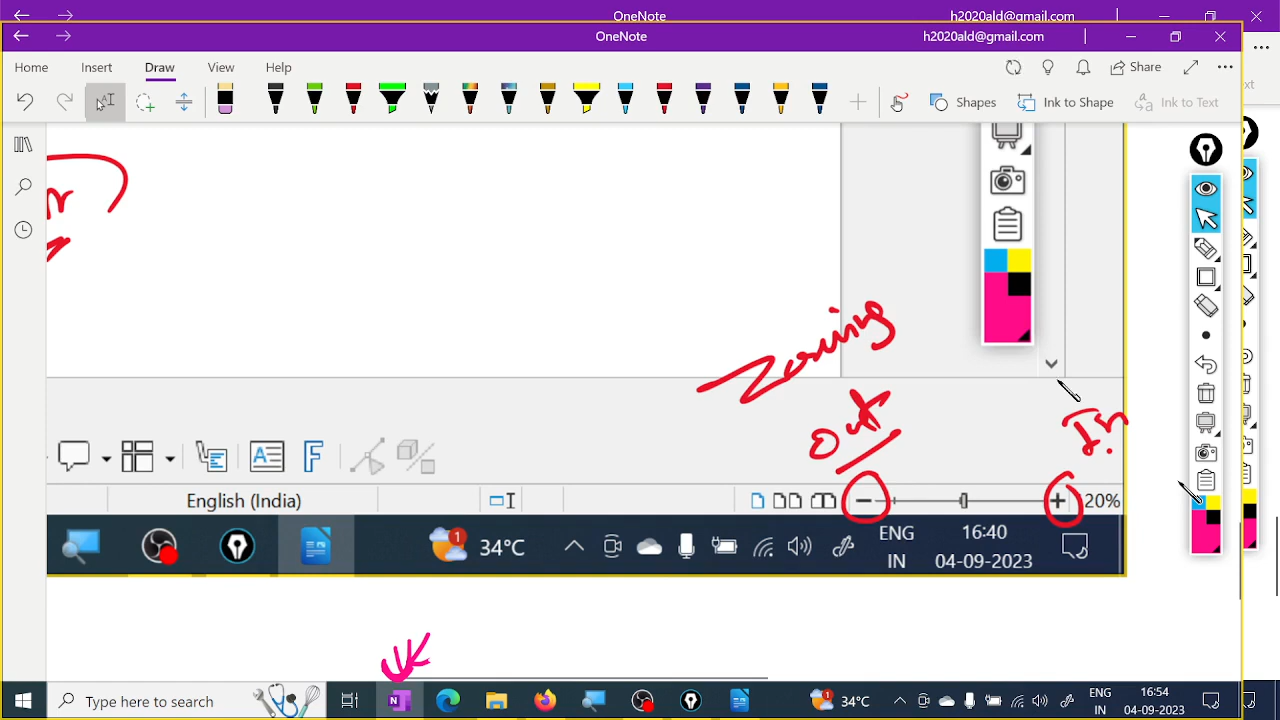 OneNote h2020ald@gmail.com
OneNote h2020ald@gmail.com
Home Insert Draw View Help Share
Shapes Ink to Shape Ink to Text
Out
In
English (India) 20%
1 34°C ENG 16:40
IN 04-09-2023
Type here to search 34°C ENG 16:54
IN 04-09-2023